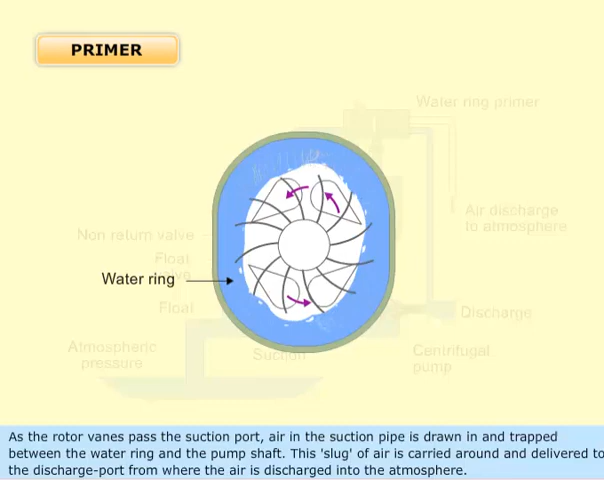 PRIMER
Water ring primer
Air discharge
to atmosphere
Non return valve
Float
valve
Water ring
Float
Discharge
Atmospheric
pressure
Suction
Centrifugal
pump
As the rotor vanes pass the suction port, air in the suction pipe is drawn in and trapped
between the water ring and the pump shaft. This 'slug' of air is carried around and delivered to
the discharge-port from where the air is discharged into the atmosphere.